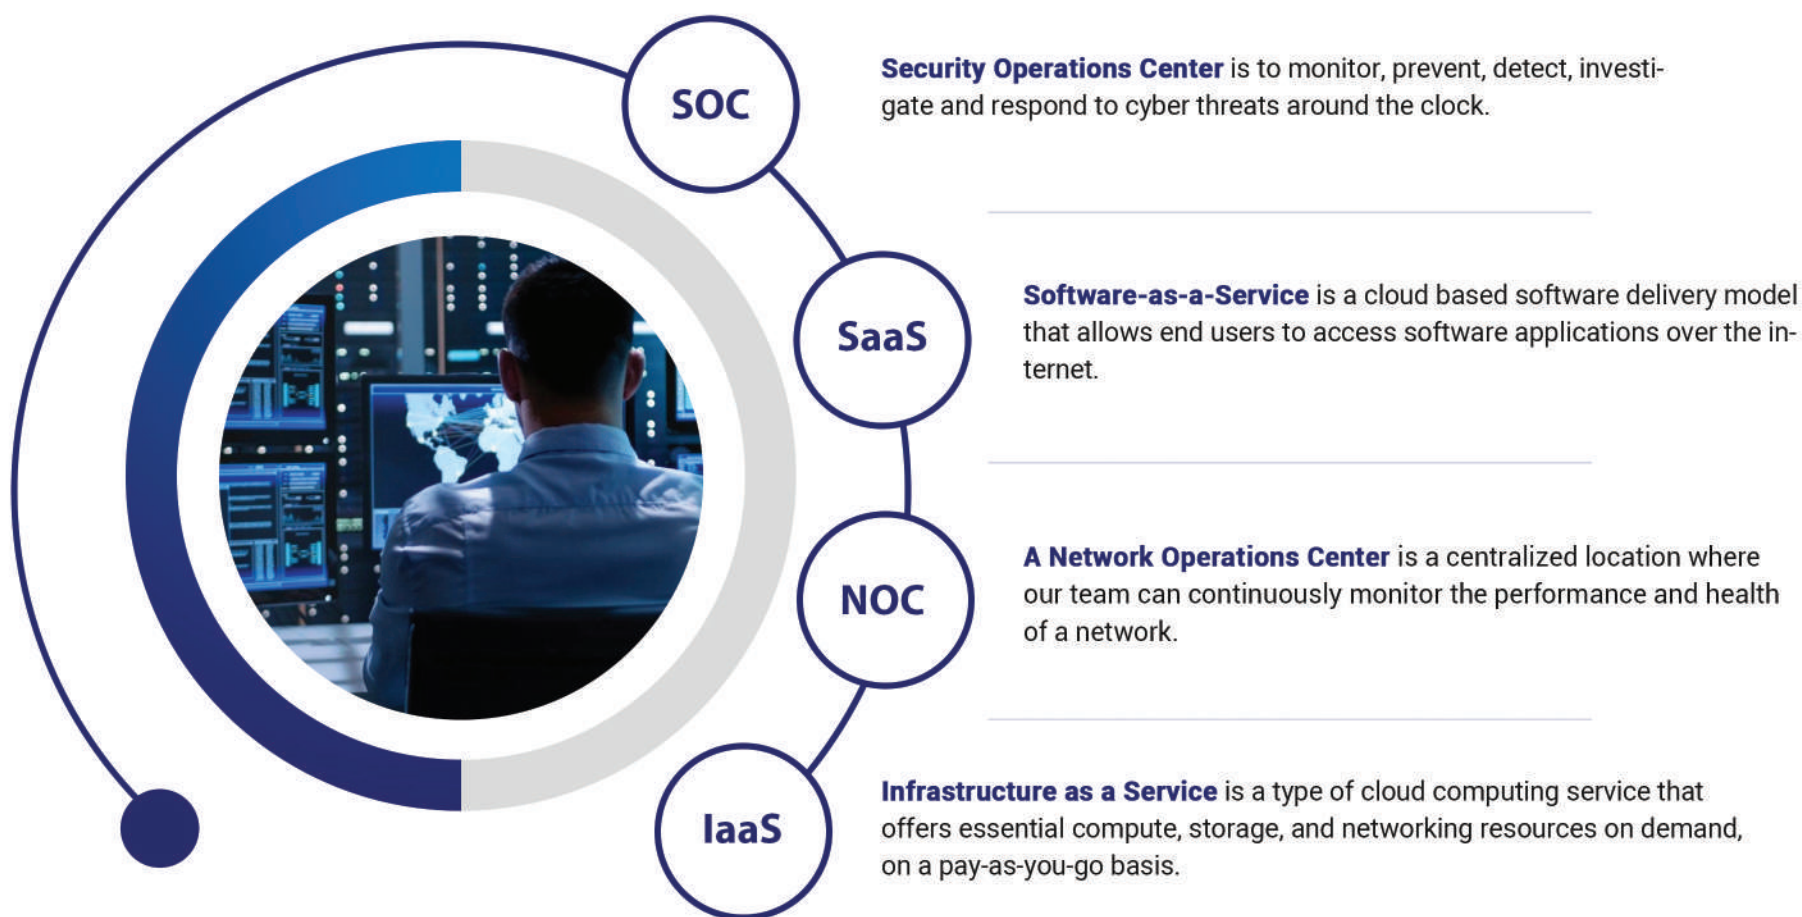 SOC
Security Operations Center is to monitor, prevent, detect, investi-
gate and respond to cyber threats around the clock.
SaaS
Software-as-a-Service is a cloud based software delivery model
that allows end users to access software applications over the in-
ternet.
NOC
A Network Operations Center is a centralized location where
our team can continuously monitor the performance and health
of a network.
IaaS
Infrastructure as a Service is a type of cloud computing service that
offers essential compute, storage, and networking resources on demand,
on a pay-as-you-go basis.